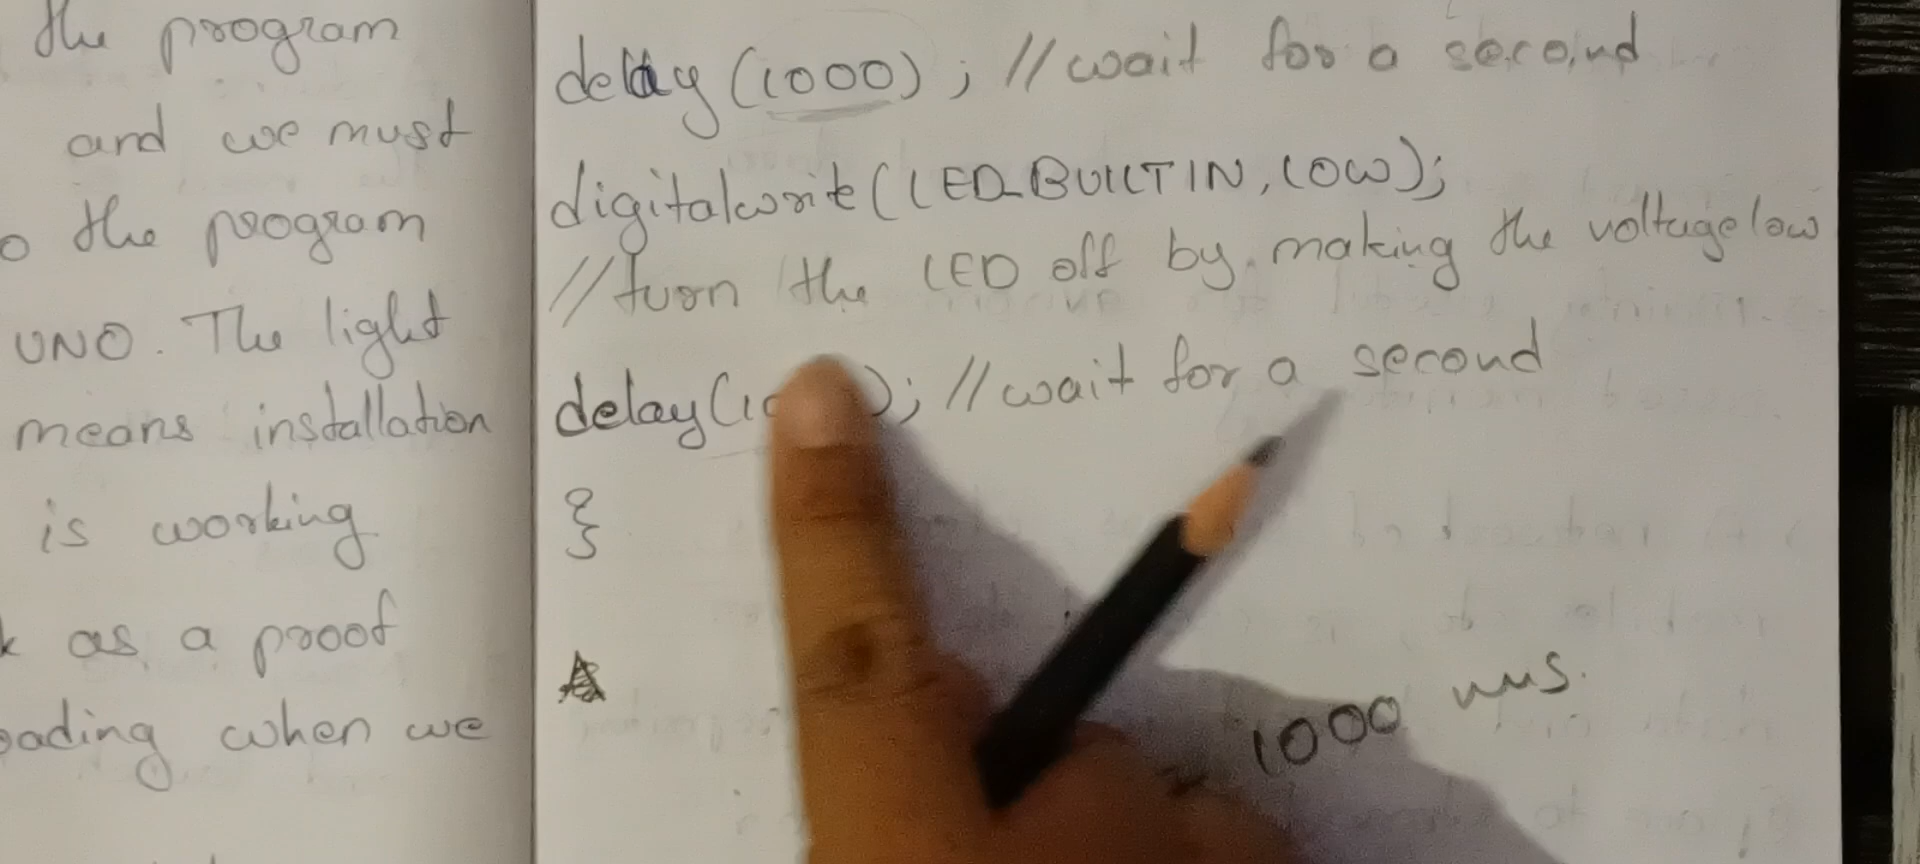 the program
and we must
the program
UNO. The light
means installation
is working
as a proof
when we
delay (1000) ; //wait for a second
digitalwrite(LED_BUILTIN, LOW);
//turn the LED off by making the voltage low
delay( ); //wait for a second
}
1000 ms.